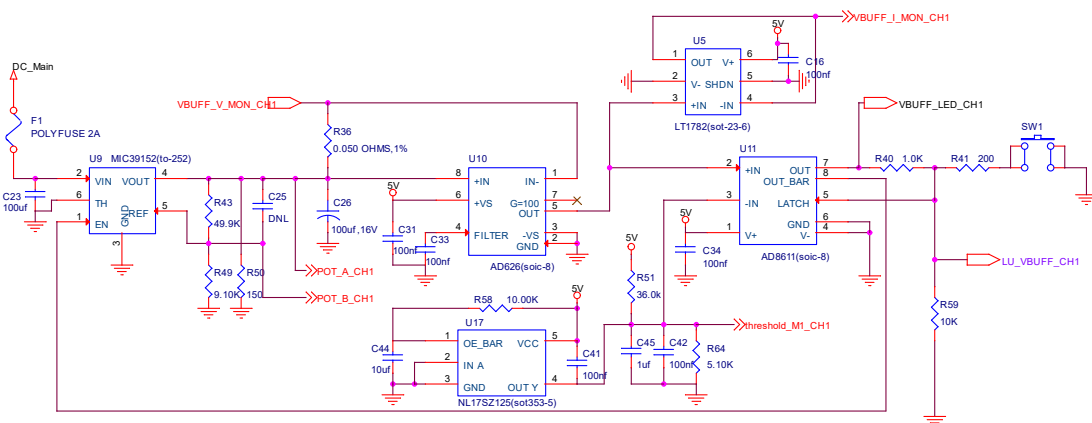 VBUFF_I_MON_CH1
5V
U5
1 OUT V+ 6
2 V- SHDN 5
3 +IN -IN 4
C16
100nf
LT1782(sot-23-6)
DC_Main
F1
POLYFUSE 2A
VBUFF_V_MON_CH1
R36
0.050 OHMS,1%
U9 MIC39152(to-252)
2 VIN VOUT 4
6 TH
REF 5
1 EN
GND
3
C23
100uf
R43
49.9K
C25
DNL
C26
100uf,16V
R49
9.10K
R50
150
POT_A_CH1
POT_B_CH1
5V
C31
100nf
C33
100nf
U10
8 +IN IN- 1
6 +VS G=100 7
OUT 5
4 FILTER -VS 3
GND 2
AD626(soic-8)
U11
2 +IN OUT 7
OUT_BAR 8
3 -IN LATCH 5
GND 6
1 V+ V- 4
AD8611(soic-8)
5V
C34
100nf
VBUFF_LED_CH1
R40 1.0K
R41 200
SW1
LU_VBUFF_CH1
R59
10K
5V
R51
36.0k
threshold_M1_CH1
C45
1uf
C42
100nf
R64
5.10K
R58 10.00K
5V
U17
1 OE_BAR VCC 5
2 IN A
3 GND OUT Y 4
NL17SZ125(sot353-5)
C44
10uf
C41
100nf